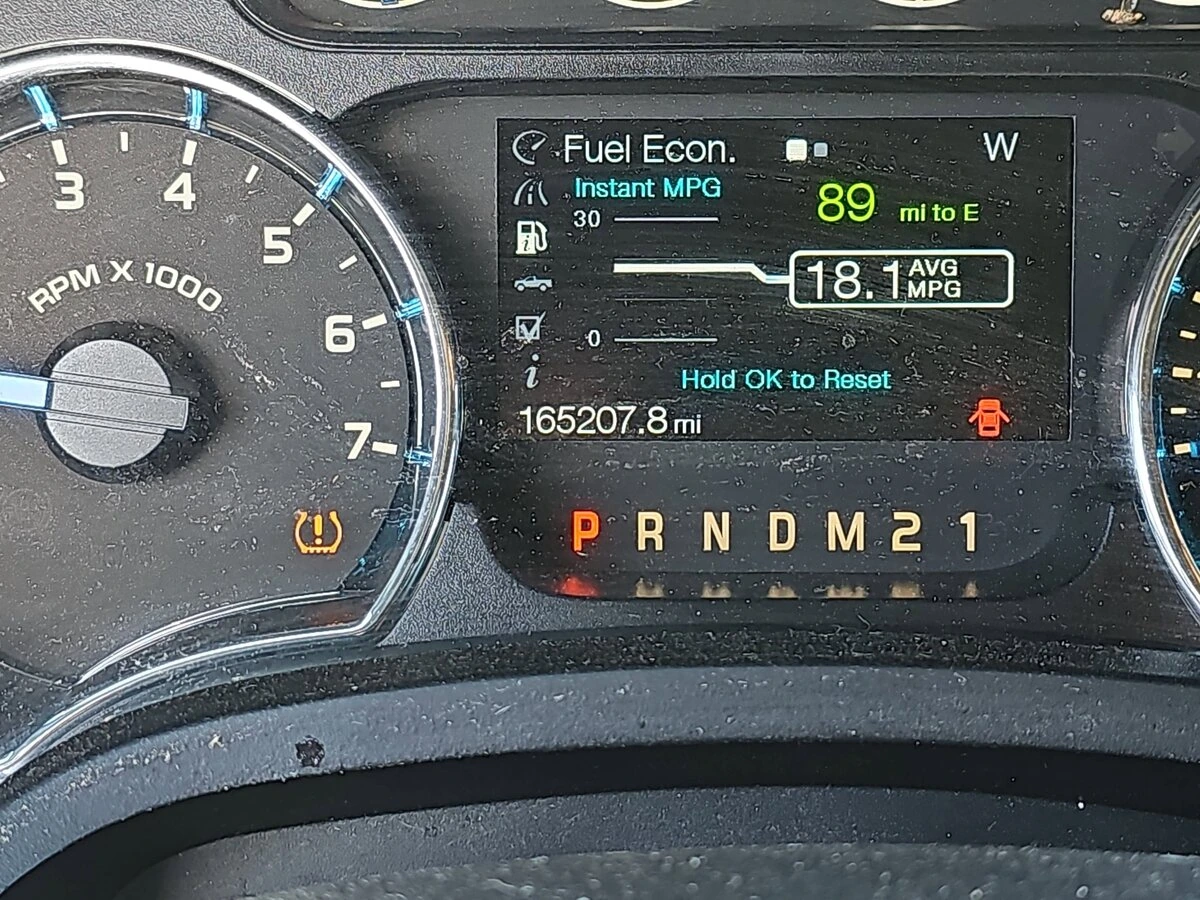 Fuel Econ.
W
Instant MPG
30
89 mi to E
18.1 AVG MPG
0
Hold OK to Reset
165207.8 mi
3
4
5
6
7
RPM X 1000
P R N D M 2 1